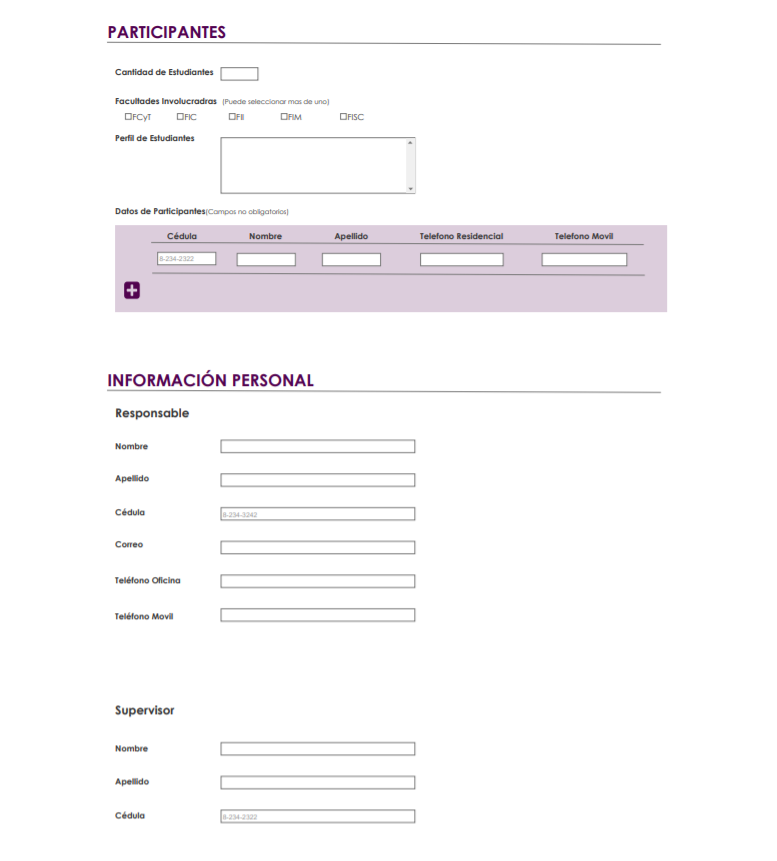 PARTICIPANTES
Cantidad de Estudiantes
Facultades Involucradras (Puede seleccionar mas de uno)
FCyT FIC FII FIM FISC
Perfil de Estudiantes
Datos de Participantes(Campos no obligatorios)
Cédula Nombre Apellido Telefono Residencial Telefono Movil
8-234-2322
INFORMACIÓN PERSONAL
Responsable
Nombre
Apellido
Cédula 8-234-3242
Correo
Teléfono Oficina
Teléfono Movil
Supervisor
Nombre
Apellido
Cédula 8-234-2322